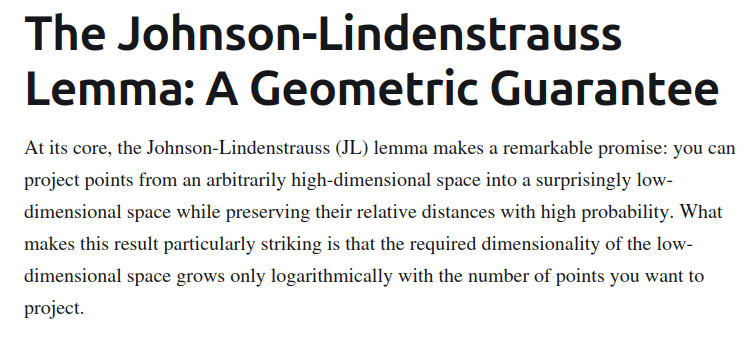 The Johnson-Lindenstrauss
Lemma: A Geometric Guarantee
At its core, the Johnson-Lindenstrauss (JL) lemma makes a remarkable promise: you can
project points from an arbitrarily high-dimensional space into a surprisingly low-
dimensional space while preserving their relative distances with high probability. What
makes this result particularly striking is that the required dimensionality of the low-
dimensional space grows only logarithmically with the number of points you want to
project.